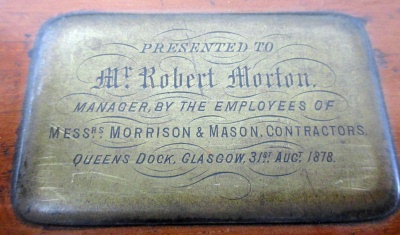 PRESENTED TO
Mr. Robert Morton.
MANAGER, BY THE EMPLOYEES OF
MESSRS MORRISON & MASON, CONTRACTORS.
QUEENS DOCK, GLASGOW, 31ST AUGT 1878.